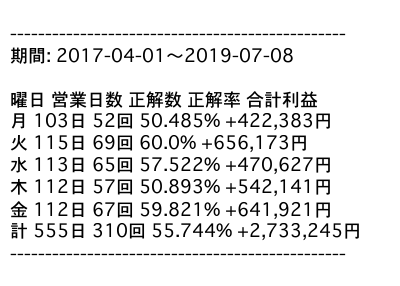 ------------------------------------------------
期間: 2017-04-01〜2019-07-08
曜日 営業日数 正解数 正解率 合計利益
月 103日 52回 50.485% +422,383円
火 115日 69回 60.0% +656,173円
水 113日 65回 57.522% +470,627円
木 112日 57回 50.893% +542,141円
金 112日 67回 59.821% +641,921円
計 555日 310回 55.744% +2,733,245円
------------------------------------------------